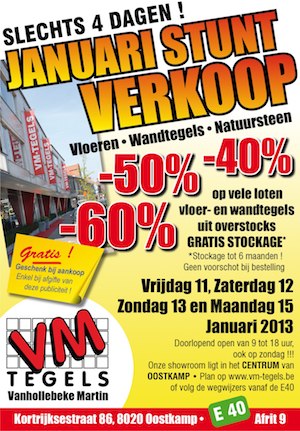 SLECHTS 4 DAGEN !
JANUARI STUNT
VERKOOP
Vloeren • Wandtegels • Natuursteen
-50% -40%
-60%
op vele loten
vloer- en wandtegels
uit overstocks
GRATIS STOCKAGE*
*Stockage tot 6 maanden !
Geen voorschot bij bestelling
VM-TEGELS
Gratis !
Geschenk bij aankoop
Enkel bij afgifte van
deze publiciteit !
Vrijdag 11, Zaterdag 12
Zondag 13 en Maandag 15
Januari 2013
VM
TEGELS
Vanhollebeke Martin
Doorlopend open van 9 tot 18 uur,
ook op zondag !!!
Onze showroom ligt in het CENTRUM van
OOSTKAMP • Plan op www.vm-tegels.be
of volg de wegwijzers vanaf de E40
Kortrijksestraat 86, 8020 Oostkamp • E 40 Afrit 9